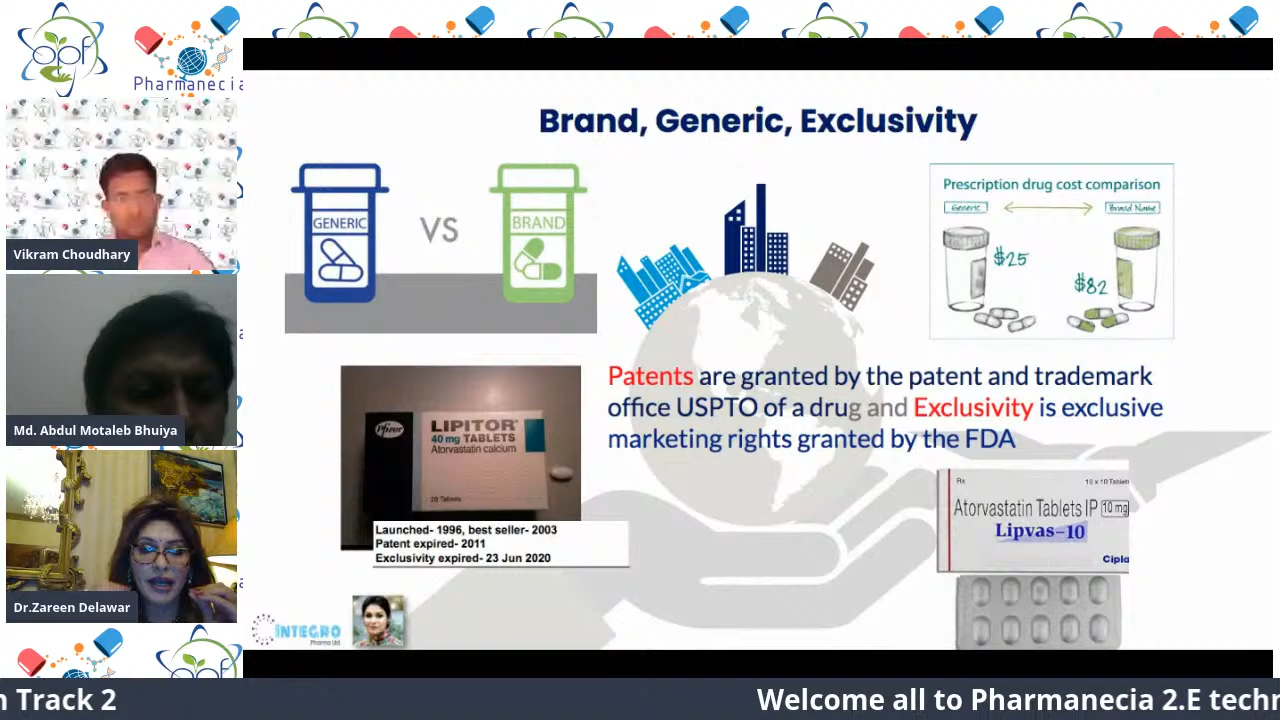 opf
Pharmanecia
Vikram Choudhary
Md. Abdul Motaleb Bhuiya
Dr.Zareen Delawar
Brand, Generic, Exclusivity
GENERIC
VS
BRAND
Prescription drug cost comparison
Generic
Brand Name
$25
$82
Patents are granted by the patent and trademark
office USPTO of a drug and Exclusivity is exclusive
marketing rights granted by the FDA
Pfizer
LIPITOR
40 mg TABLETS
Atorvastatin calcium
28 Tablets
Launched- 1996, best seller- 2003
Patent expired- 2011
Exclusivity expired- 23 Jun 2020
Rx
10 x 10 Tablets
Atorvastatin Tablets IP 10 mg
Lipvas-10
Cipla
INTEGRO
Pharma Ltd
n Track 2
Welcome all to Pharmanecia 2.E techn